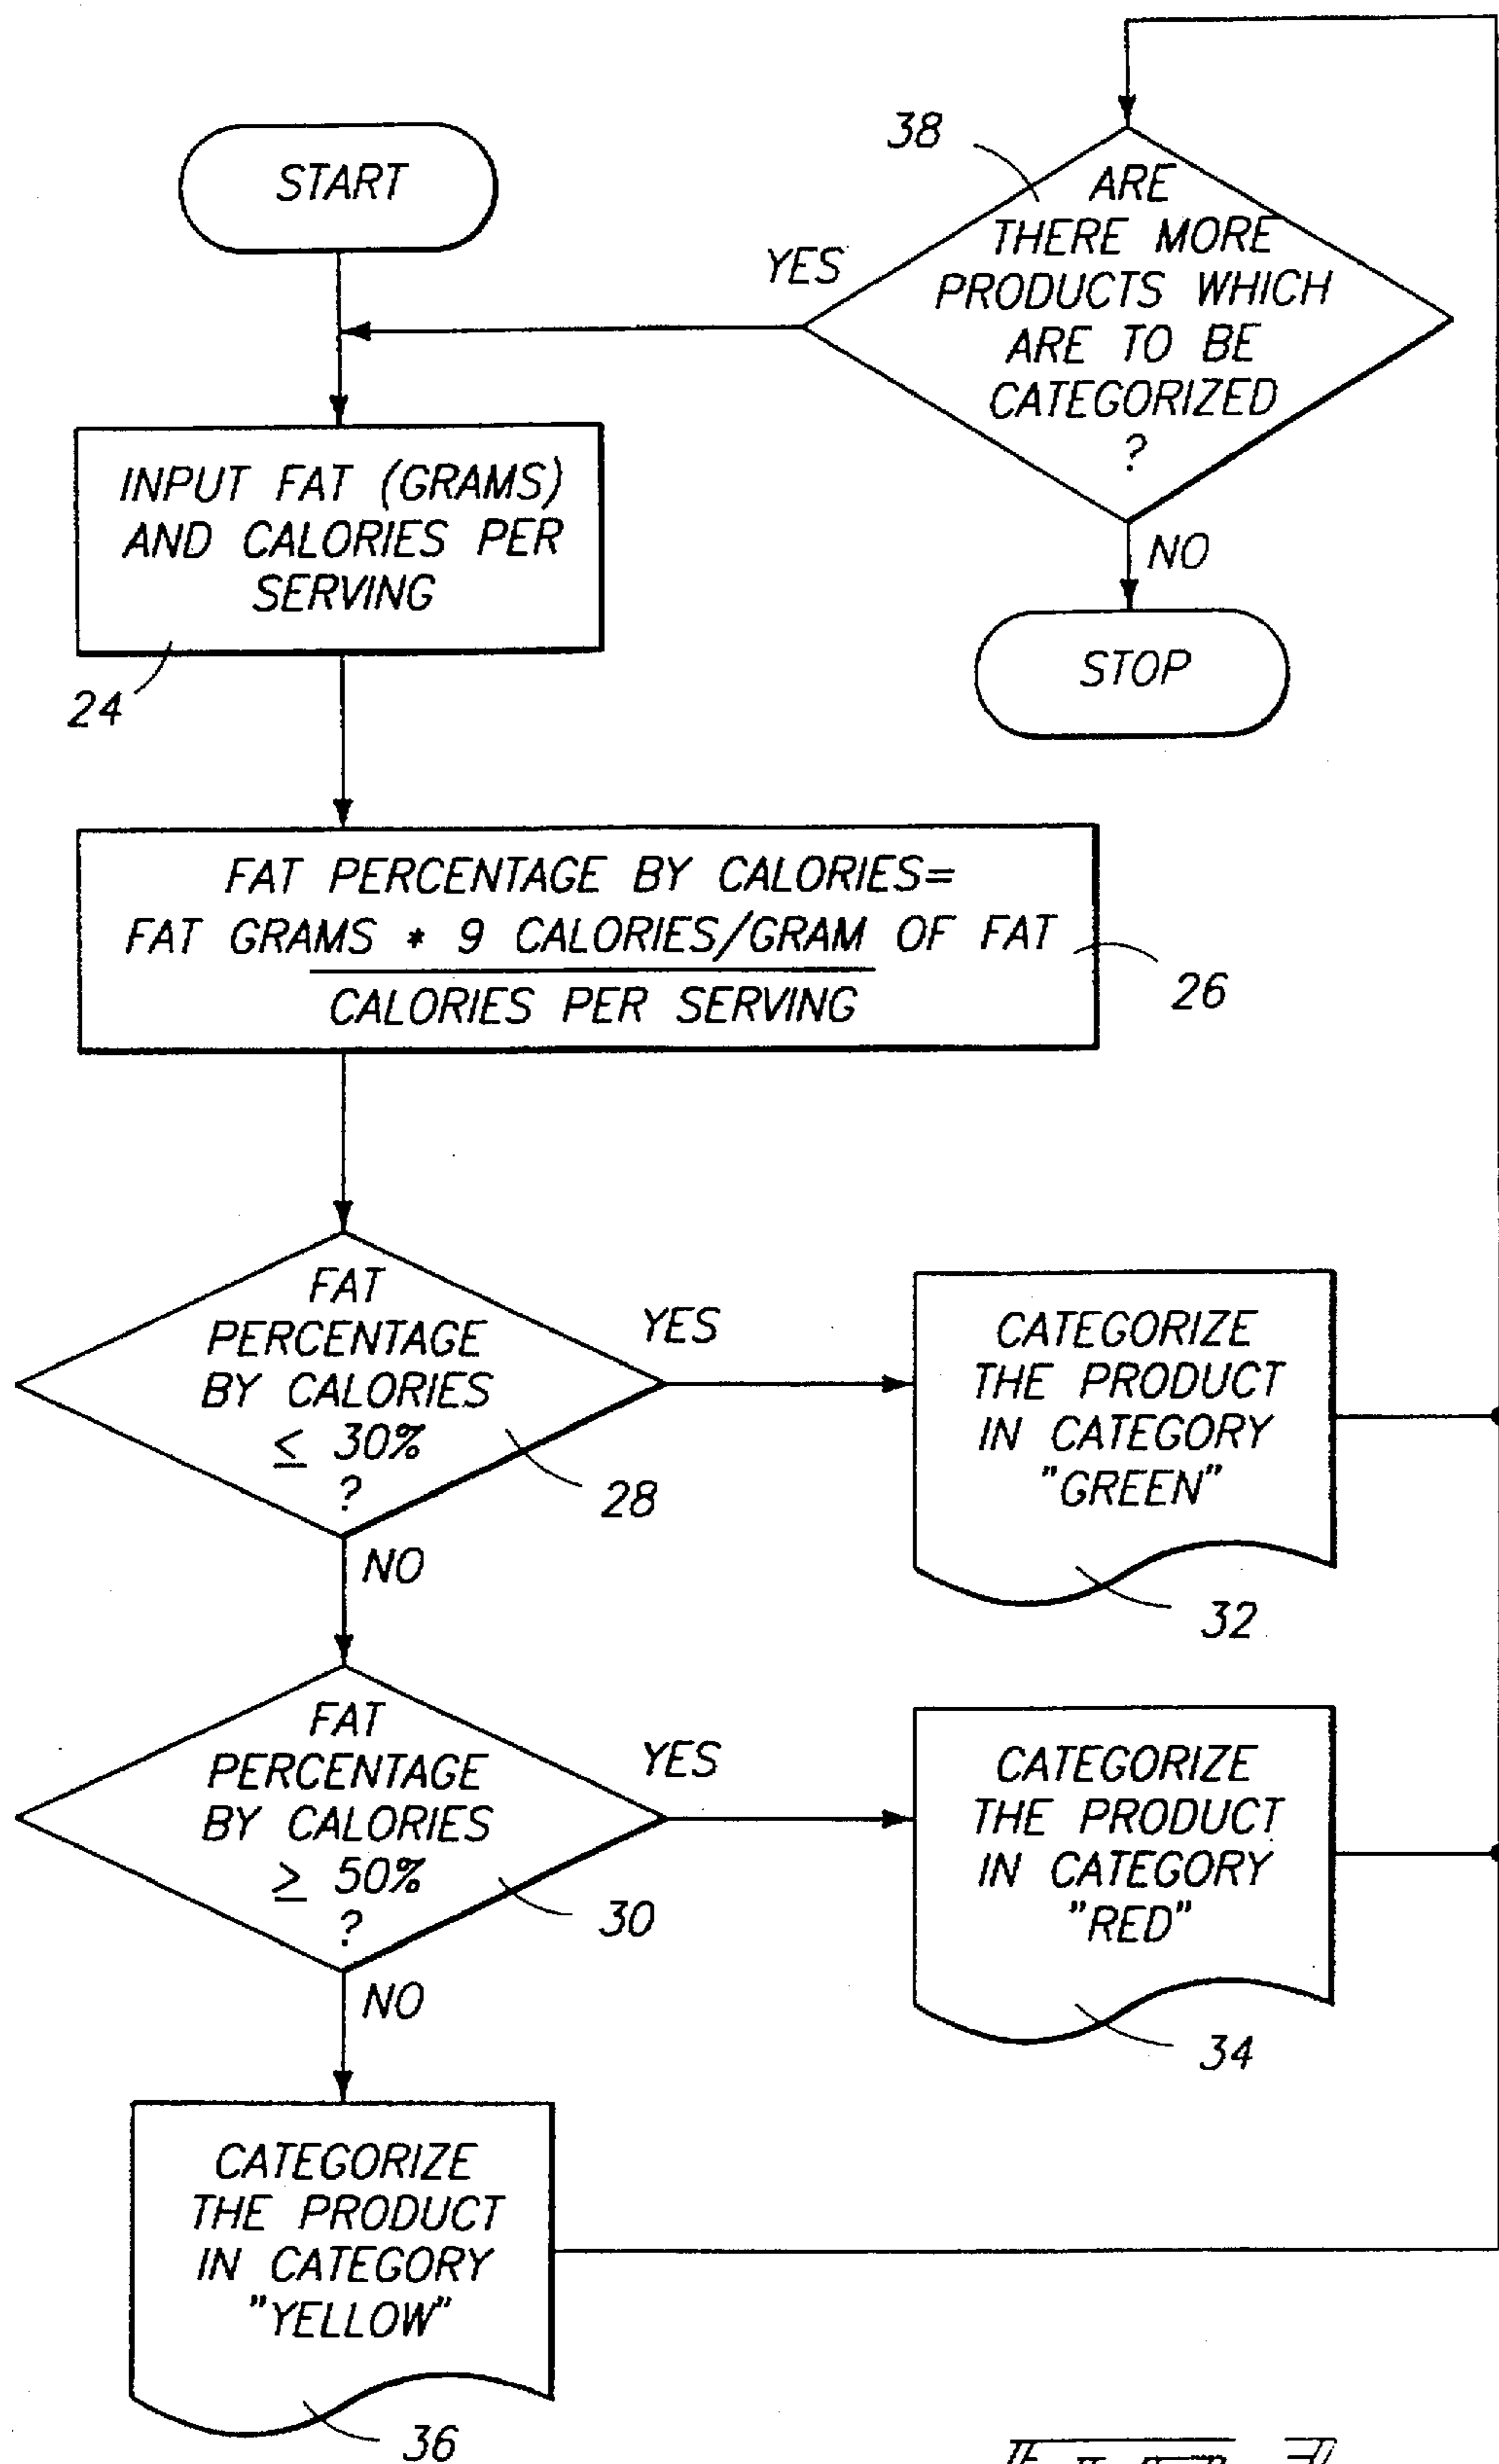 START
38
ARE
THERE MORE
PRODUCTS WHICH
ARE TO BE
CATEGORIZED
?
YES
NO
STOP
INPUT FAT (GRAMS)
AND CALORIES PER
SERVING
24
FAT PERCENTAGE BY CALORIES=
FAT GRAMS * 9 CALORIES/GRAM OF FAT
CALORIES PER SERVING
26
FAT
PERCENTAGE
BY CALORIES
≤ 30%
?
28
YES
NO
CATEGORIZE
THE PRODUCT
IN CATEGORY
"GREEN"
32
FAT
PERCENTAGE
BY CALORIES
≥ 50%
?
30
YES
NO
CATEGORIZE
THE PRODUCT
IN CATEGORY
"RED"
34
CATEGORIZE
THE PRODUCT
IN CATEGORY
"YELLOW"
36